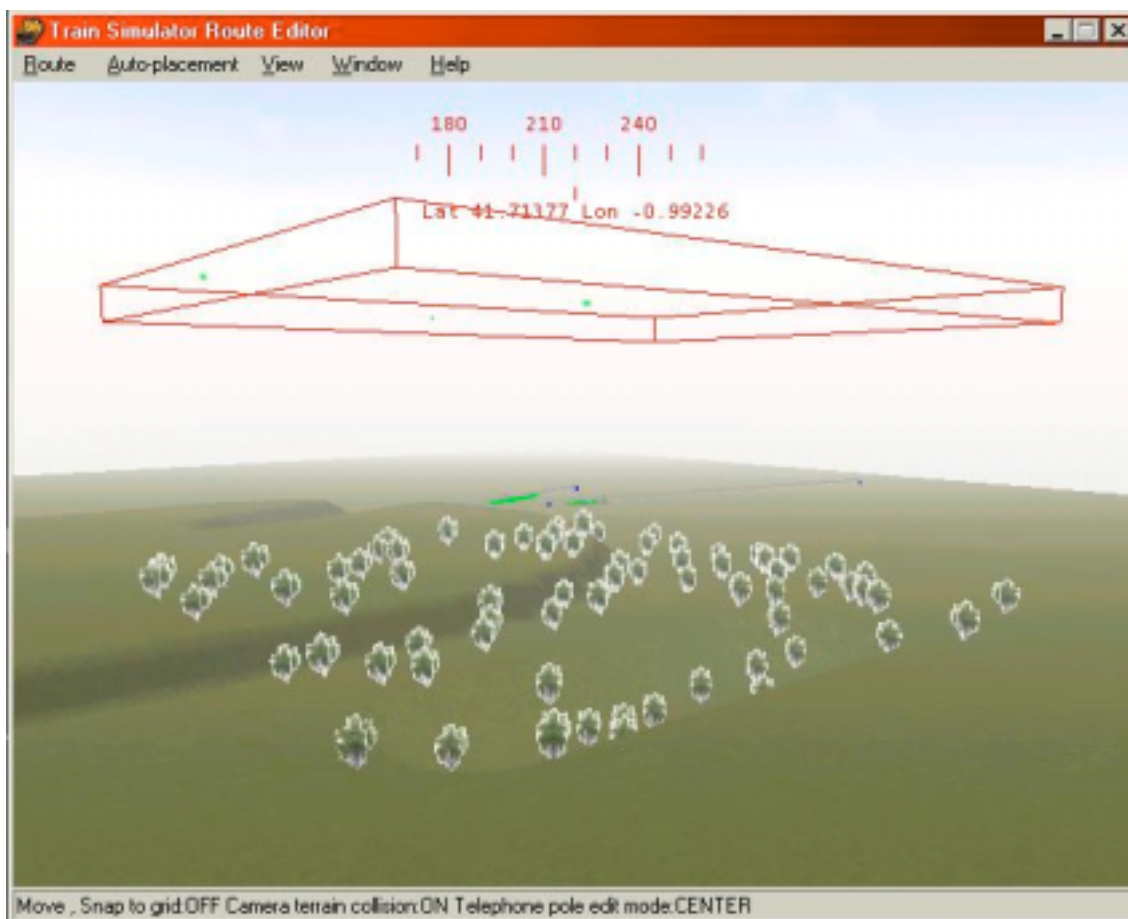 Train Simulator Route Editor
Route Auto-placement View Window Help
180 210 240
Lat 41.71377 Lon -0.99226
Move , Snap to grid:OFF Camera terrain collision:ON Telephone pole edit mode:CENTER